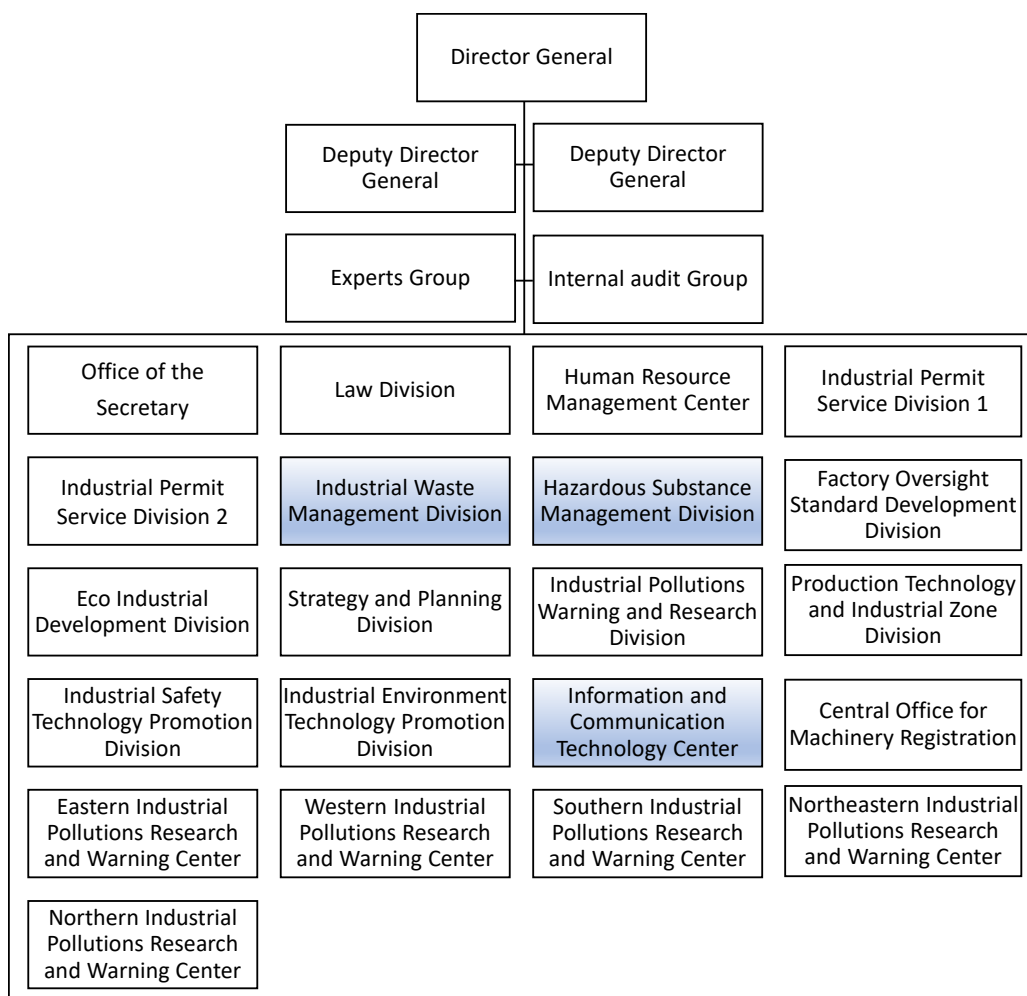 Director General
Deputy Director
General
Deputy Director
General
Experts Group
Internal audit Group
Office of the
Secretary
Law Division
Human Resource
Management Center
Industrial Permit
Service Division 1
Industrial Permit
Service Division 2
Industrial Waste
Management Division
Hazardous Substance
Management Division
Factory Oversight
Standard Development
Division
Eco Industrial
Development Division
Strategy and Planning
Division
Industrial Pollutions
Warning and Research
Division
Production Technology
and Industrial Zone
Division
Industrial Safety
Technology Promotion
Division
Industrial Environment
Technology Promotion
Division
Information and
Communication
Technology Center
Central Office for
Machinery Registration
Eastern Industrial
Pollutions Research
and Warning Center
Western Industrial
Pollutions Research
and Warning Center
Southern Industrial
Pollutions Research
and Warning Center
Northeastern Industrial
Pollutions Research
and Warning Center
Northern Industrial
Pollutions Research
and Warning Center